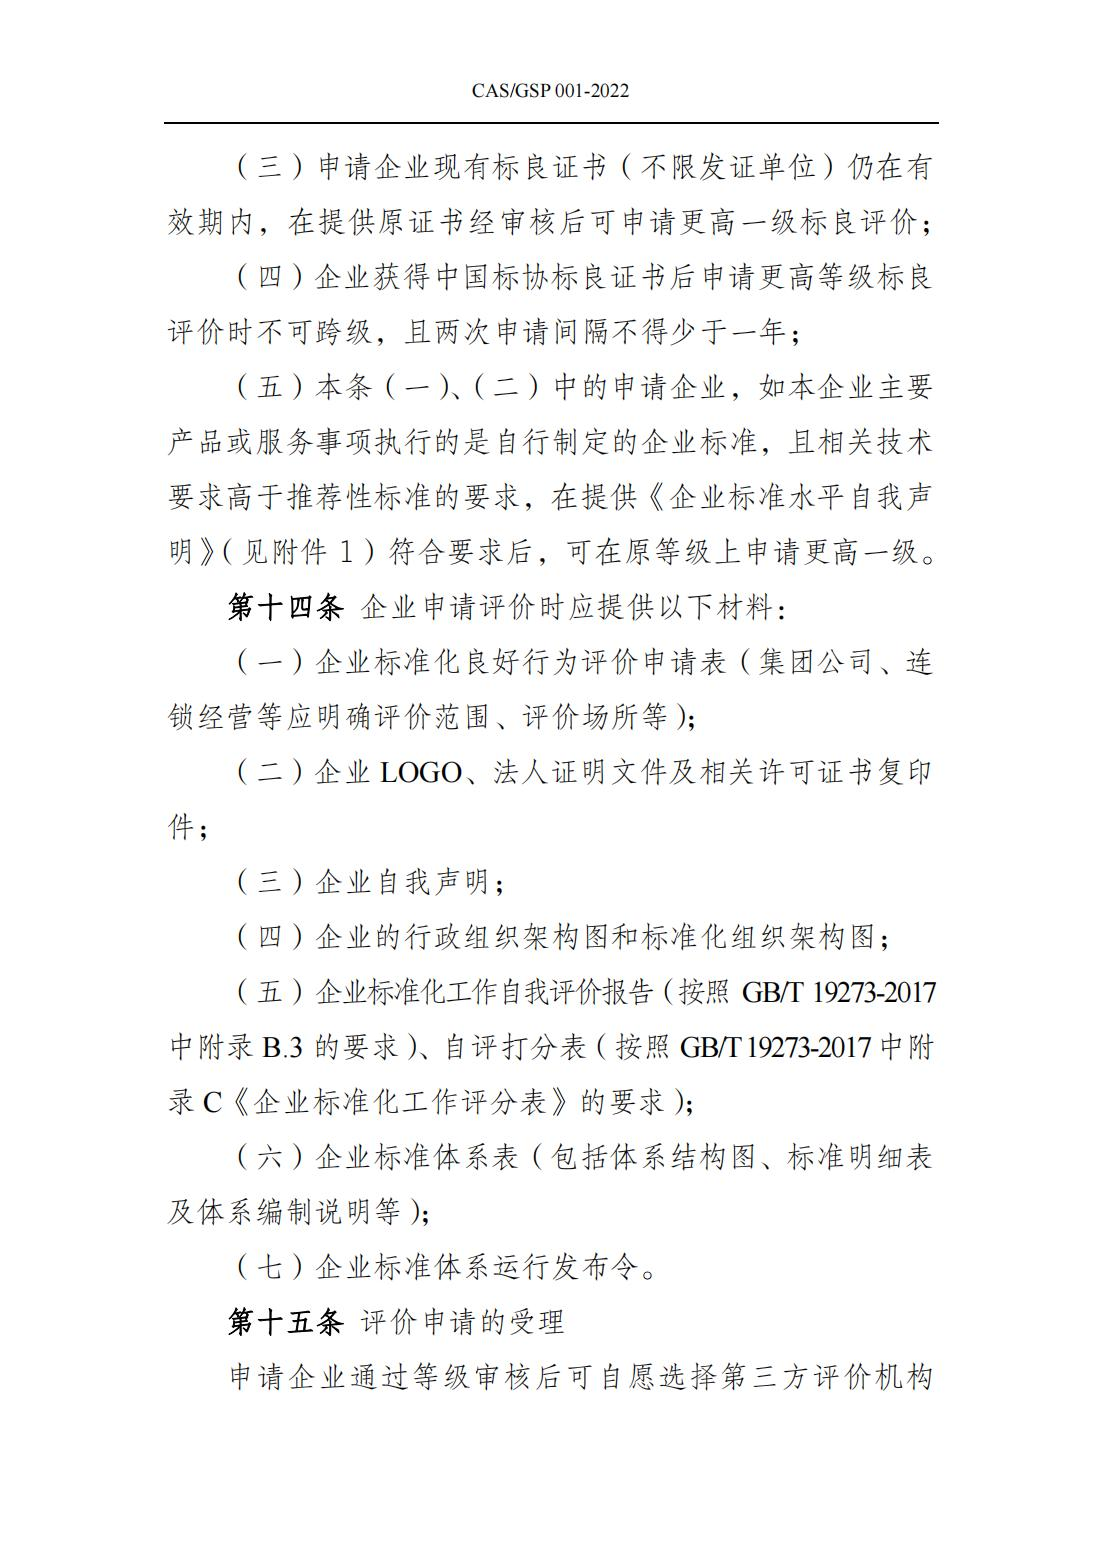 CAS/GSP 001-2022
（三）申请企业现有标良证书（不限发证单位）仍在有
效期内，在提供原证书经审核后可申请更高一级标良评价；
（四）企业获得中国标协标良证书后申请更高等级标良
评价时不可跨级，且两次申请间隔不得少于一年；
（五）本条（一）、（二）中的申请企业，如本企业主要
产品或服务事项执行的是自行制定的企业标准，且相关技术
要求高于推荐性标准的要求，在提供《企业标准水平自我声
明》（见附件 1）符合要求后，可在原等级上申请更高一级。
第十四条 企业申请评价时应提供以下材料：
（一）企业标准化良好行为评价申请表（集团公司、连
锁经营等应明确评价范围、评价场所等）；
（二）企业 LOGO、法人证明文件及相关许可证书复印
件；
（三）企业自我声明；
（四）企业的行政组织架构图和标准化组织架构图；
（五）企业标准化工作自我评价报告（按照 GB/T 19273-2017
中附录 B.3 的要求）、自评打分表（按照 GB/T 19273-2017 中附
录 C《企业标准化工作评分表》的要求）；
（六）企业标准体系表（包括体系结构图、标准明细表
及体系编制说明等）；
（七）企业标准体系运行发布令。
第十五条 评价申请的受理
申请企业通过等级审核后可自愿选择第三方评价机构